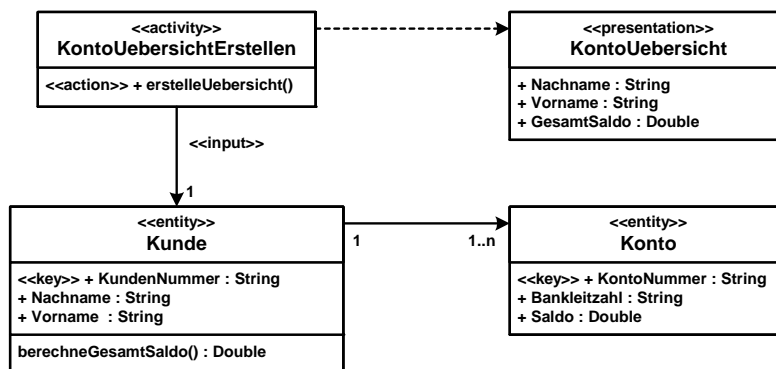 <<activity>>
KontoUebersichtErstellen
<<action>> + erstelleUebersicht()
<<presentation>>
KontoUebersicht
+ Nachname : String
+ Vorname : String
+ GesamtSaldo : Double
<<input>>
1
<<entity>>
Kunde
<<key>> + KundenNummer : String
+ Nachname : String
+ Vorname : String
berechneGesamtSaldo() : Double
1
1..n
<<entity>>
Konto
<<key>> + KontoNummer : String
+ Bankleitzahl : String
+ Saldo : Double